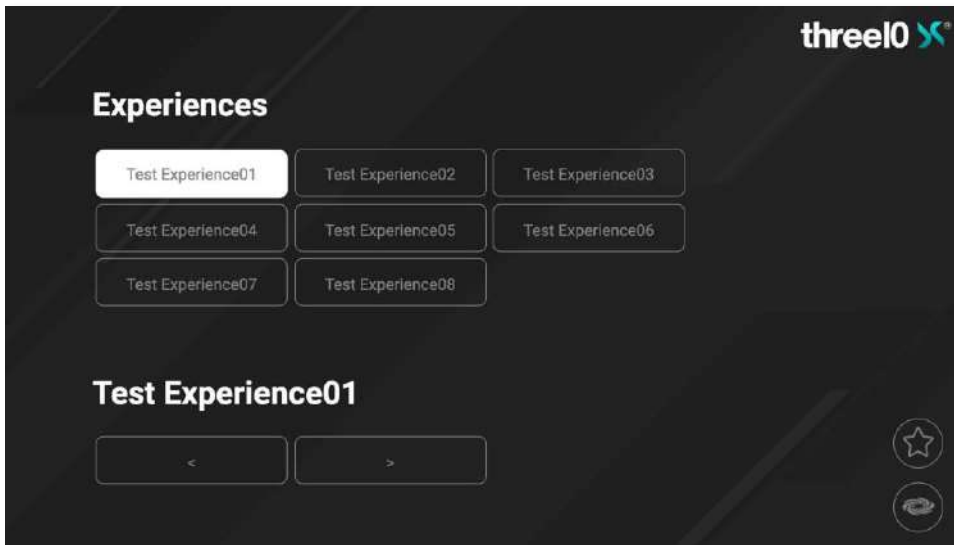 threel0
Experiences
Test Experience01 Test Experience02 Test Experience03
Test Experience04 Test Experience05 Test Experience06
Test Experience07 Test Experience08
Test Experience01
< >